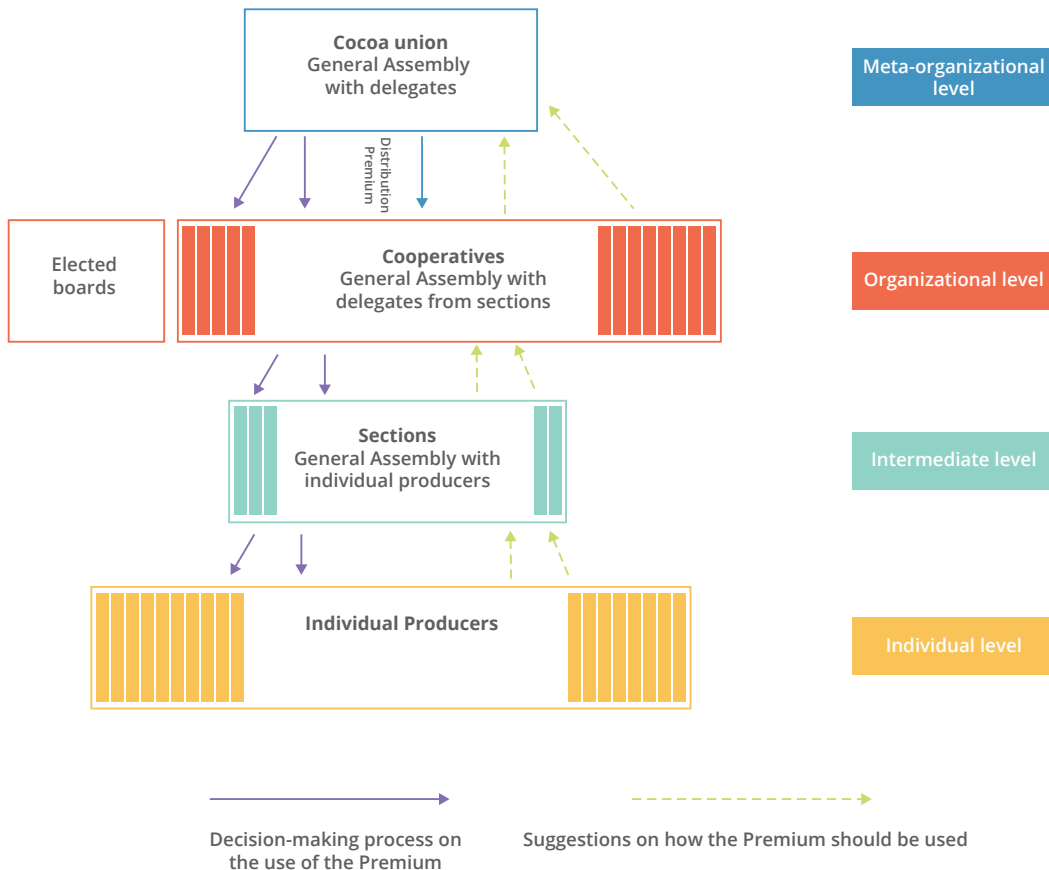 Cocoa union
General Assembly
with delegates
Meta-organizational
level
Distribution
Premium
Elected
boards
Cooperatives
General Assembly with
delegates from sections
Organizational level
Sections
General Assembly with
individual producers
Intermediate level
Individual Producers
Individual level
Decision-making process on
the use of the Premium
Suggestions on how the Premium should be used